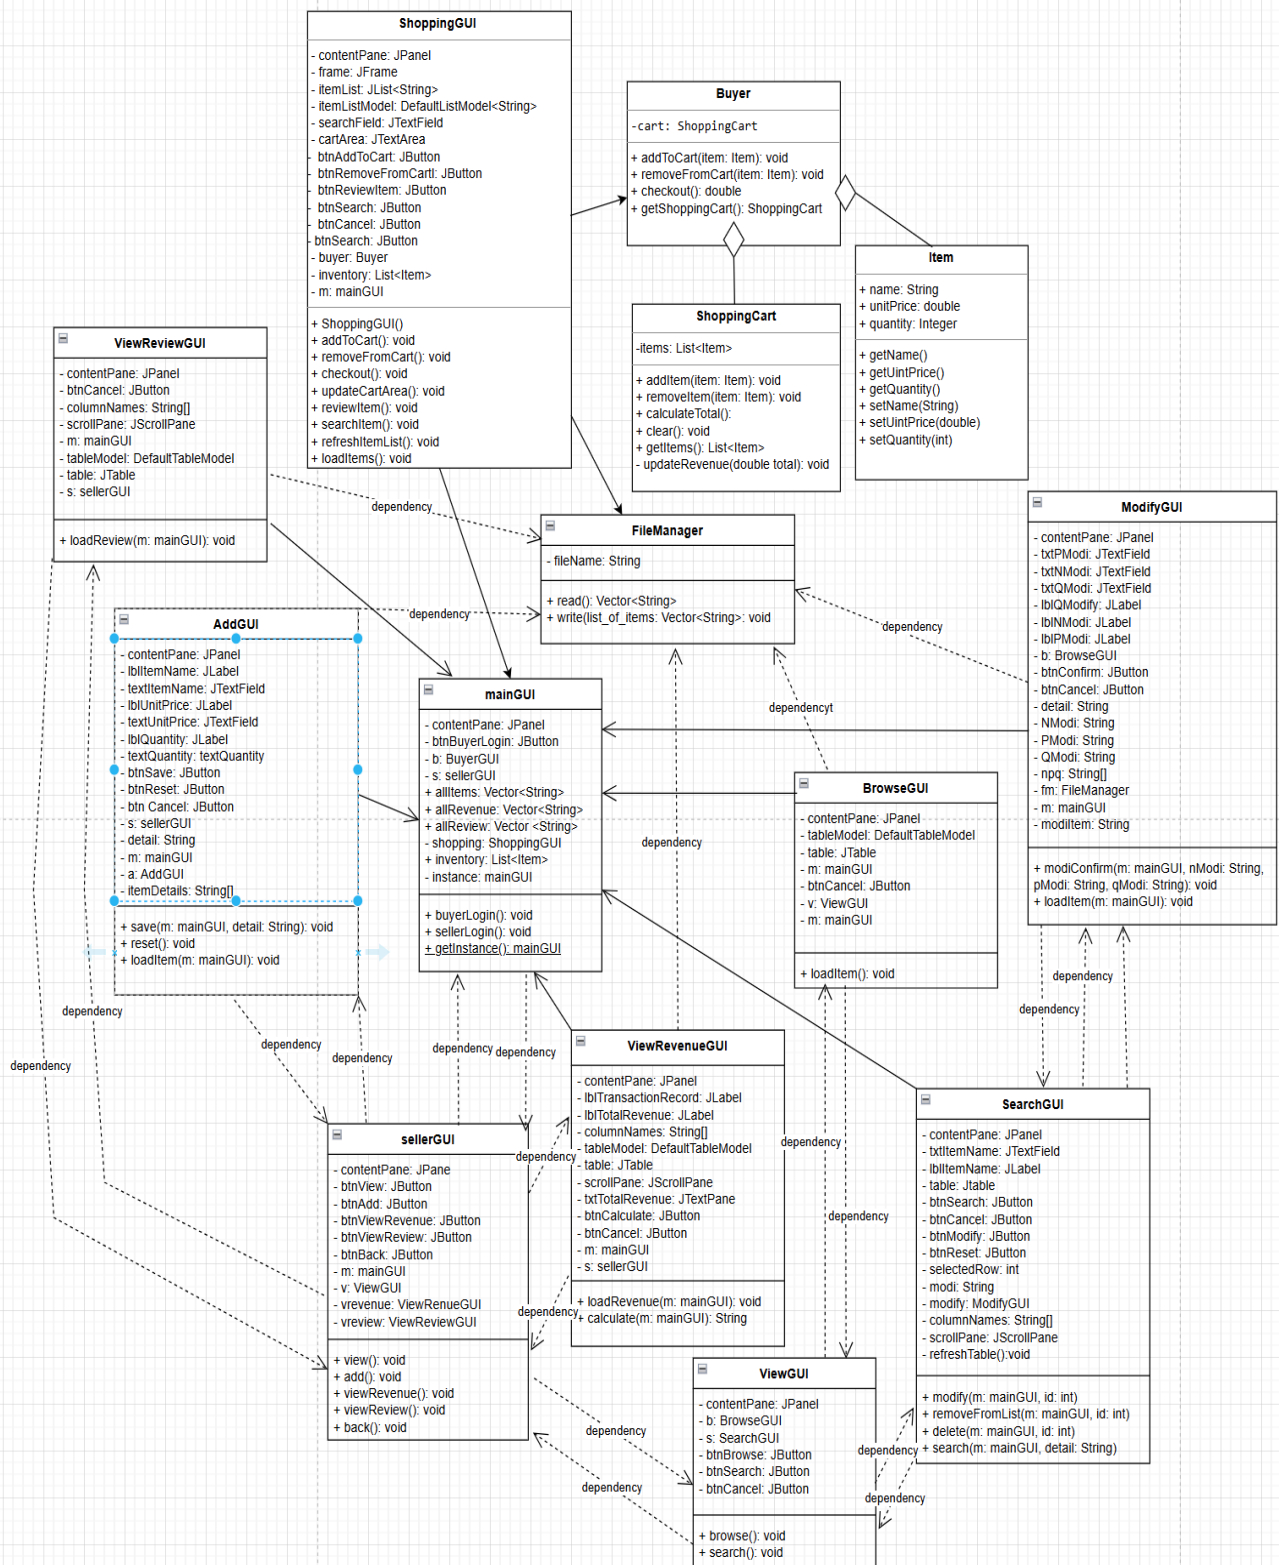 ShoppingGUI
- contentPane: JPanel
- frame: JFrame
- itemList: JList<String>
- itemListModel: DefaultListModel<String>
- searchField: JTextField
- cartArea: JTextArea
- btnAddToCart: JButton
- btnRemoveFromCartl: JButton
- btnReviewItem: JButton
- btnSearch: JButton
- btnCancel: JButton
- btnSearch: JButton
- buyer: Buyer
- inventory: List<Item>
- m: mainGUI
+ ShoppingGUI()
+ addToCart(): void
+ removeFromCart(): void
+ checkout(): void
+ updateCartArea(): void
+ reviewItem(): void
+ searchItem(): void
+ refreshItemList(): void
+ loadItems(): void
Buyer
-cart: ShoppingCart
+ addToCart(item: Item): void
+ removeFromCart(item: Item): void
+ checkout(): double
+ getShoppingCart(): ShoppingCart
Item
+ name: String
+ unitPrice: double
+ quantity: Integer
+ getName()
+ getUintPrice()
+ getQuantity()
+ setName(String)
+ setUintPrice(double)
+ setQuantity(int)
ShoppingCart
-items: List<Item>
+ addItem(item: Item): void
+ removeItem(item: Item): void
+ calculateTotal():
+ clear(): void
+ getItems(): List<Item>
- updateRevenue(double total): void
ViewReviewGUI
- contentPane: JPanel
- btnCancel: JButton
- columnNames: String[]
- scrollPane: JScrollPane
- m: mainGUI
- tableModel: DefaultTableModel
- table: JTable
- s: sellerGUI
+ loadReview(m: mainGUI): void
dependency
FileManager
- fileName: String
+ read(): Vector<String>
+ write(list_of_items: Vector<String>: void
ModifyGUI
- contentPane: JPanel
- txtPModi: JTextField
- txtNModi: JTextField
- txtQModi: JTextField
- lblQModify: JLabel
- lblNModi: JLabel
- lblPModi: JLabel
- b: BrowseGUI
- btnConfirm: JButton
- btnCancel: JButton
- detail: String
- NModi: String
- PModi: String
- QModi: String
- npq: String[]
- fm: FileManager
- m: mainGUI
- modiItem: String
+ modiConfirm(m: mainGUI, nModi: String,
pModi: String, qModi: String): void
+ loadItem(m: mainGUI): void
dependency
dependency
AddGUI
- contentPane: JPanel
- lblItemName: JLabel
- textItemName: JTextField
- lblUnitPrice: JLabel
- textUnitPrice: JTextField
- lblQuantity: JLabel
- textQuantity: textQuantity
- btnSave: JButton
- btnReset: JButton
- btn Cancel: JButton
- s: sellerGUI
- detail: String
- m: mainGUI
- a: AddGUI
- itemDetails: String[]
+ save(m: mainGUI, detail: String): void
+ reset(): void
+ loadItem(m: mainGUI): void
mainGUI
- contentPane: JPanel
- btnBuyerLogin: JButton
- b: BuyerGUI
- s: sellerGUI
+ allItems: Vector<String>
+ allRevenue: Vector<String>
+ allReview: Vector <String>
- shopping: ShoppingGUI
+ inventory: List<Item>
- instance: mainGUI
+ buyerLogin(): void
+ sellerLogin(): void
+ getInstance(): mainGUI
dependencyt
dependency
BrowseGUI
- contentPane: JPanel
- tableModel: DefaultTableModel
- table: JTable
- m: mainGUI
- btnCancel: JButton
- v: ViewGUI
- m: mainGUI
+ loadItem(): void
dependency
dependency
dependency
dependency
dependency
dependency
dependency
dependency
ViewRevenueGUI
- contentPane: JPanel
- lblTransactionRecord: JLabel
- lblTotalRevenue: JLabel
- columnNames: String[]
- tableModel: DefaultTableModel
- table: JTable
- scrollPane: JScrollPane
- txtTotalRevenue: JTextPane
- btnCalculate: JButton
- btnCancel: JButton
- m: mainGUI
- s: sellerGUI
+ loadRevenue(m: mainGUI): void
+ calculate(m: mainGUI): String
sellerGUI
- contentPane: JPane
- btnView: JButton
- btnAdd: JButton
- btnViewRevenue: JButton
- btnViewReview: JButton
- btnBack: JButton
- m: mainGUI
- v: ViewGUI
- vrevenue: ViewRenueGUI
- vreview: ViewReviewGUI
+ view(): void
+ add(): void
+ viewRevenue(): void
+ viewReview(): void
+ back(): void
dependency
dependency
dependency
dependency
SearchGUI
- contentPane: JPanel
- txtItemName: JTextField
- lblItemName: JLabel
- table: Jtable
- btnSearch: JButton
- btnCancel: JButton
- btnModify: JButton
- btnReset: JButton
- selectedRow: int
- modi: String
- modify: ModifyGUI
- columnNames: String[]
- scrollPane: JScrollPane
- refreshTable():void
+ modify(m: mainGUI, id: int)
+ removeFromList(m: mainGUI, id: int)
+ delete(m: mainGUI, id: int)
+ search(m: mainGUI, detail: String)
ViewGUI
- contentPane: JPanel
- b: BrowseGUI
- s: SearchGUI
- btnBrowse: JButton
- btnSearch: JButton
- btnCancel: JButton
+ browse(): void
+ search(): void
dependency
dependency
dependency
dependency